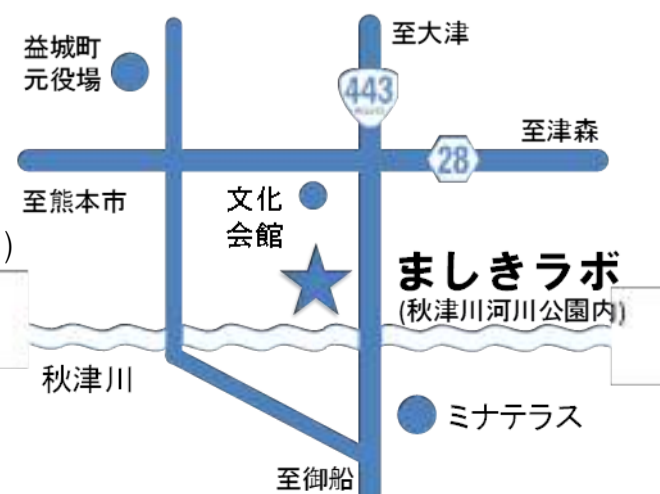 益城町
元役場
至大津
443
28
至津森
至熊本市
文化
会館
)
ましきラボ
(秋津川河川公園内)
秋津川
ミナテラス
至御船